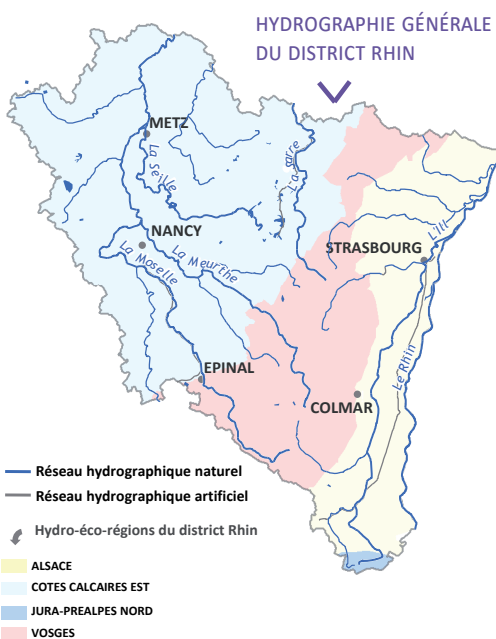 HYDROGRAPHIE GÉNÉRALE
DU DISTRICT RHIN
METZ
La Seille
La sarre
NANCY
La Meurthe
La Moselle
STRASBOURG
L'Ill
Le Rhin
EPINAL
COLMAR
Réseau hydrographique naturel
Réseau hydrographique artificiel
Hydro-éco-régions du district Rhin
ALSACE
COTES CALCAIRES EST
JURA-PREALPES NORD
VOSGES